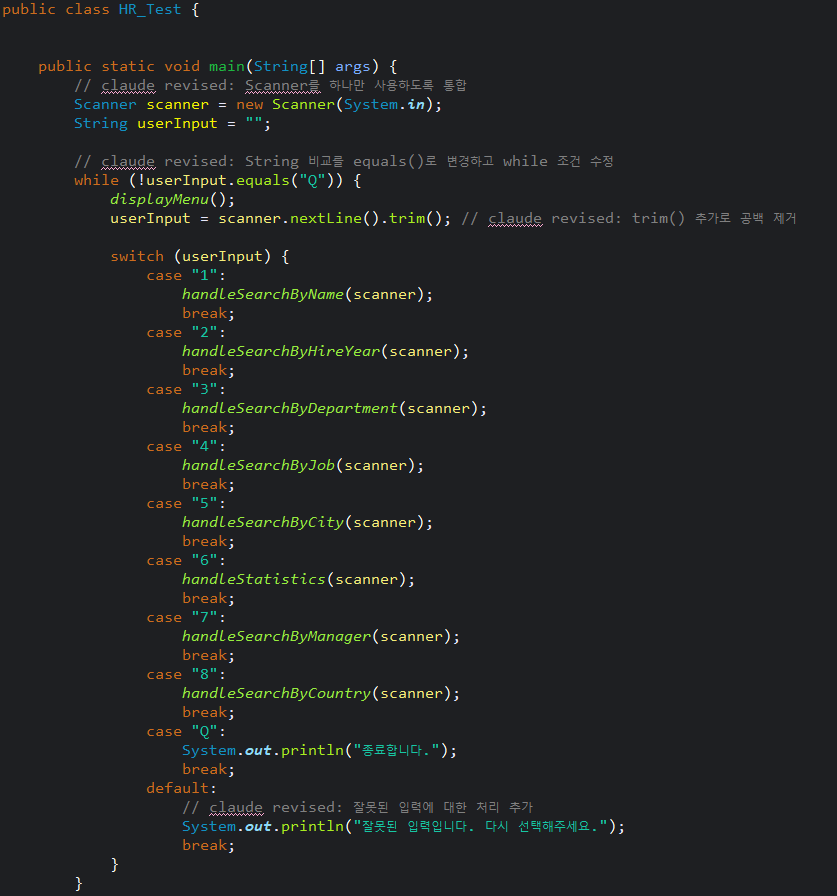 public class HR_Test {
public static void main(String[] args) {
// claude revised: Scanner를 하나만 사용하도록 통합
Scanner scanner = new Scanner(System.in);
String userInput = "";
// claude revised: String 비교를 equals()로 변경하고 while 조건 수정
while (!userInput.equals("Q")) {
displayMenu();
userInput = scanner.nextLine().trim(); // claude revised: trim() 추가로 공백 제거
switch (userInput) {
case "1":
handleSearchByName(scanner);
break;
case "2":
handleSearchByHireYear(scanner);
break;
case "3":
handleSearchByDepartment(scanner);
break;
case "4":
handleSearchByJob(scanner);
break;
case "5":
handleSearchByCity(scanner);
break;
case "6":
handleStatistics(scanner);
break;
case "7":
handleSearchByManager(scanner);
break;
case "8":
handleSearchByCountry(scanner);
break;
case "Q":
System.out.println("종료합니다.");
break;
default:
// claude revised: 잘못된 입력에 대한 처리 추가
System.out.println("잘못된 입력입니다. 다시 선택해주세요.");
break;
}
}